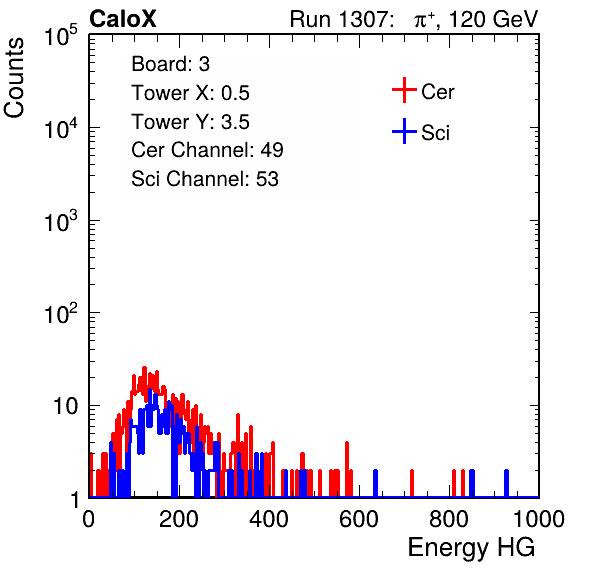 CaloX Run 1307: π⁺, 120 GeV
Counts
10⁵
10⁴
10³
10²
10
1
Board: 3
Tower X: 0.5
Tower Y: 3.5
Cer Channel: 49
Sci Channel: 53
Cer
Sci
0 200 400 600 800 1000
Energy HG